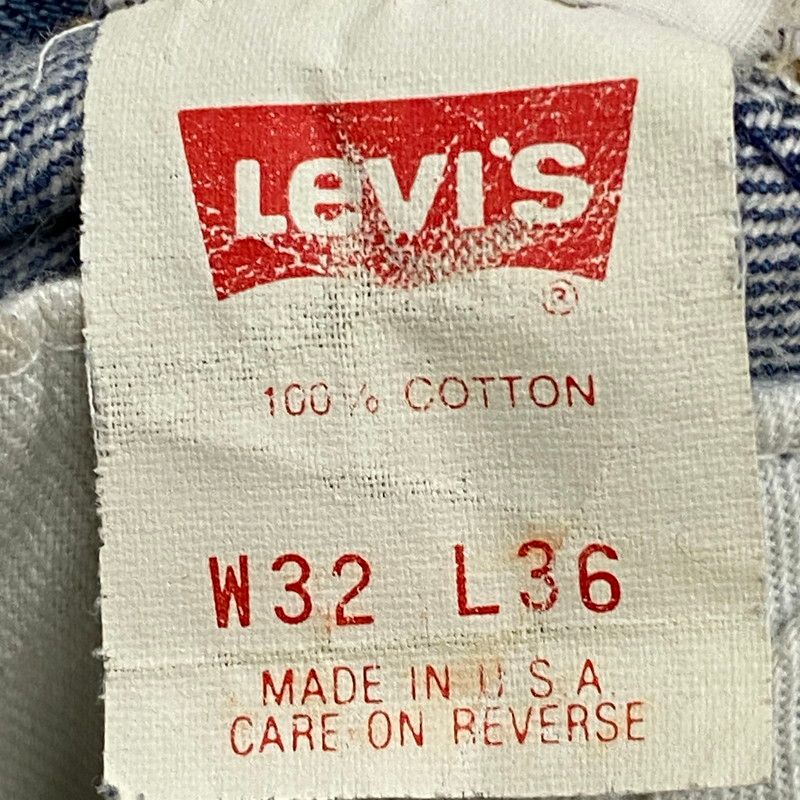 LEVI'S
®
100% COTTON
W32 L36
MADE IN U.S.A.
CARE ON REVERSE